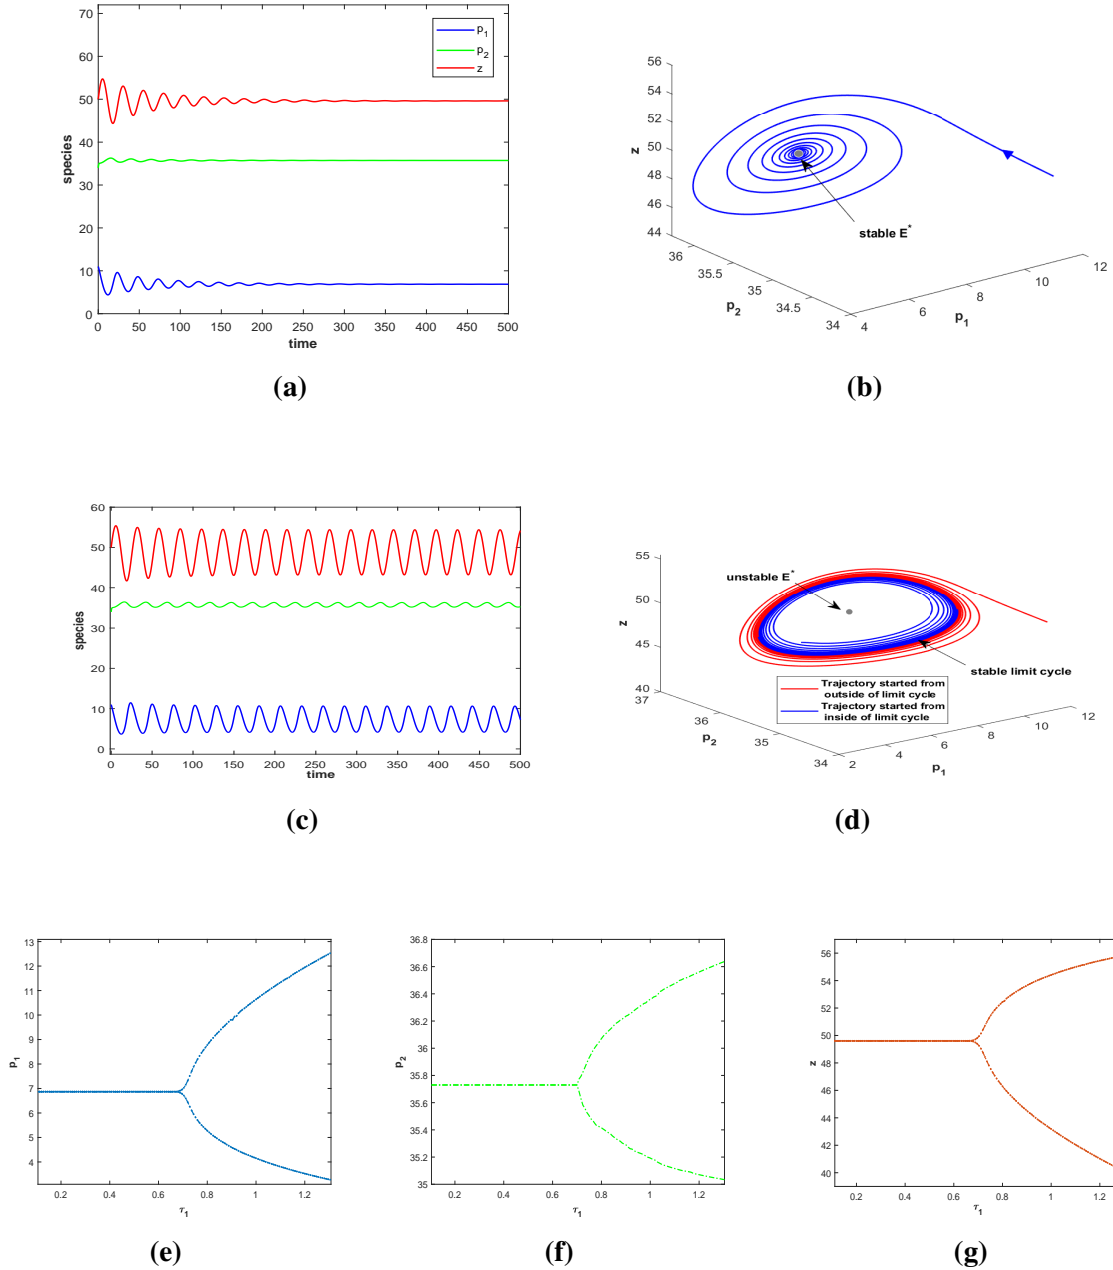 70
60
50
40
30
20
10
0
species
0 50 100 150 200 250 300 350 400 450 500
time
p1
p2
z
(a)
56
54
52
50
48
46
44
z
36
35.5
35
34.5
34
p2
4
6
8
10
12
p1
stable E*
(b)
60
50
40
30
20
10
0
species
0 50 100 150 200 250 300 350 400 450 500
time
(c)
55
50
45
40
z
37
36
35
34
p2
2
4
6
8
10
12
p1
unstable E*
stable limit cycle
Trajectory started from
outside of limit cycle
Trajectory started from
inside of limit cycle
(d)
13
12
11
10
9
8
7
6
5
4
p1
0.2 0.4 0.6 0.8 1 1.2
τ1
(e)
36.8
36.6
36.4
36.2
36
35.8
35.6
35.4
35.2
35
p2
0.2 0.4 0.6 0.8 1 1.2
τ1
(f)
56
54
52
50
48
46
44
42
40
z
0.2 0.4 0.6 0.8 1 1.2
τ1
(g)